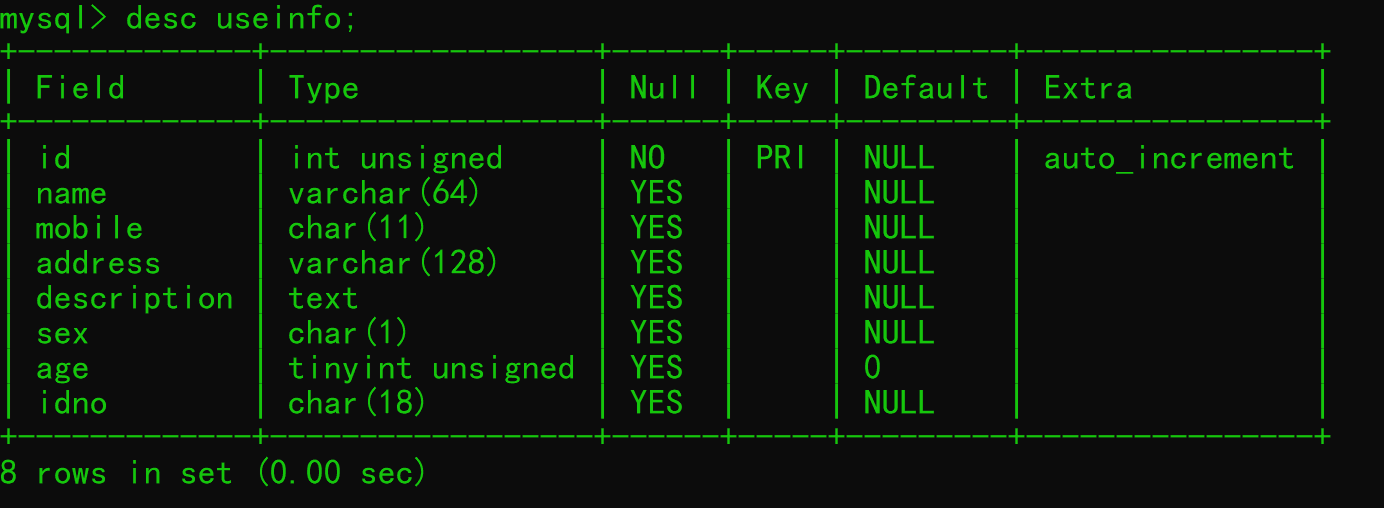 mysql> desc useinfo;
+-------------+------------------+------+-----+---------+----------------+
| Field       | Type             | Null | Key | Default | Extra          |
+-------------+------------------+------+-----+---------+----------------+
| id          | int unsigned     | NO   | PRI | NULL    | auto_increment |
| name        | varchar(64)      | YES  |     | NULL    |                |
| mobile      | char(11)         | YES  |     | NULL    |                |
| address     | varchar(128)     | YES  |     | NULL    |                |
| description | text             | YES  |     | NULL    |                |
| sex         | char(1)          | YES  |     | NULL    |                |
| age         | tinyint unsigned | YES  |     | 0       |                |
| idno        | char(18)         | YES  |     | NULL    |                |
+-------------+------------------+------+-----+---------+----------------+
8 rows in set (0.00 sec)